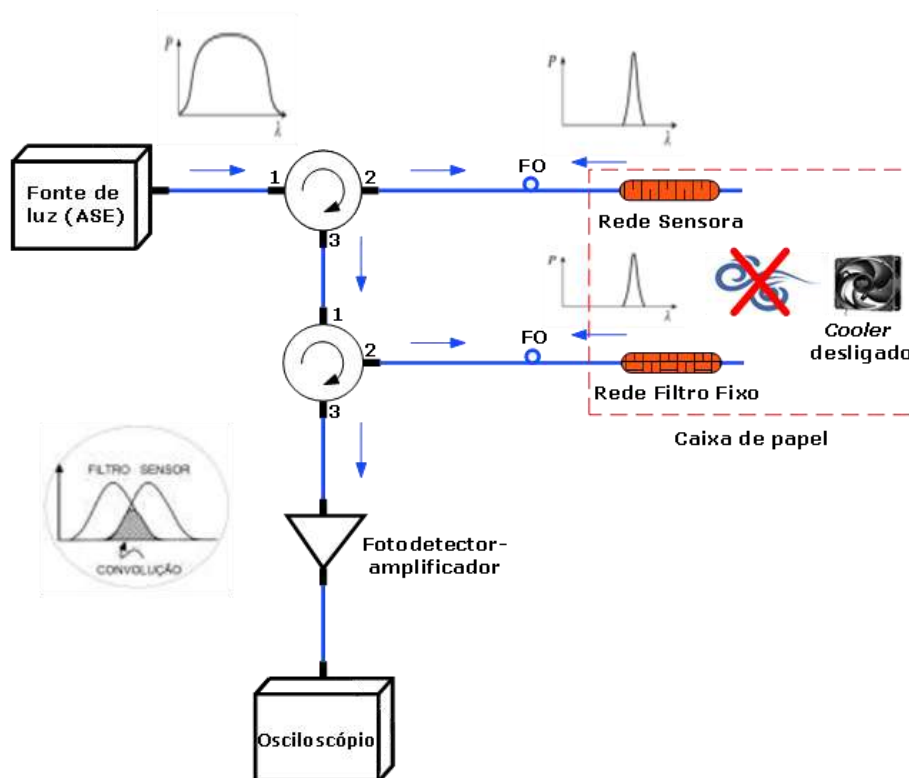 P
λ
P
λ
Fonte de
luz (ASE)
1
2
3
FO
Rede Sensora
P
λ
Cooler
desligado
1
2
3
FO
Rede Filtro Fixo
Caixa de papel
FILTRO SENSOR
CONVOLUÇÃO
Fotodetector-
amplificador
Osciloscópio